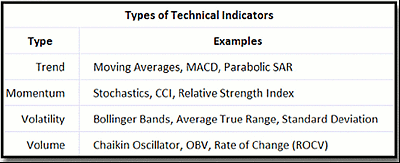 Types of Technical Indicators
Type Examples
Trend Moving Averages, MACD, Parabolic SAR
Momentum Stochastics, CCI, Relative Strength Index
Volatility Bollinger Bands, Average True Range, Standard Deviation
Volume Chaikin Oscillator, OBV, Rate of Change (ROCV)